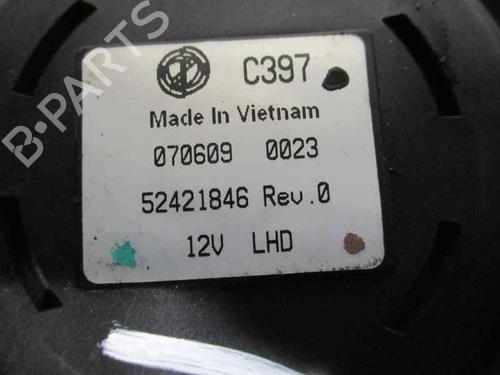 B-PARTS
C397
Made In Vietnam
070609 0023
52421846 Rev.0
12V LHD